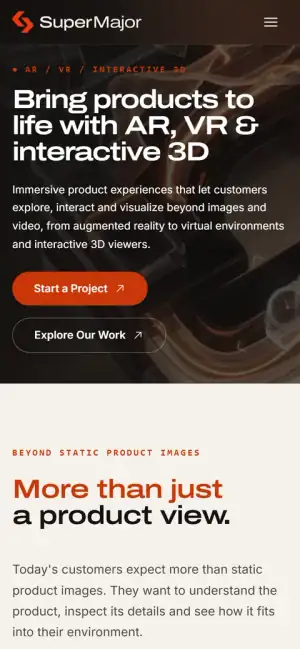 SuperMajor
AR / VR / INTERACTIVE 3D
Bring products to
life with AR, VR &
interactive 3D
Immersive product experiences that let customers
explore, interact and visualize beyond images and
video, from augmented reality to virtual environments
and interactive 3D viewers.
Start a Project ↗
Explore Our Work ↗
BEYOND STATIC PRODUCT IMAGES
More than just
a product view.
Today's customers expect more than static
product images. They want to understand the
product, inspect its details and see how it fits
into their environment.